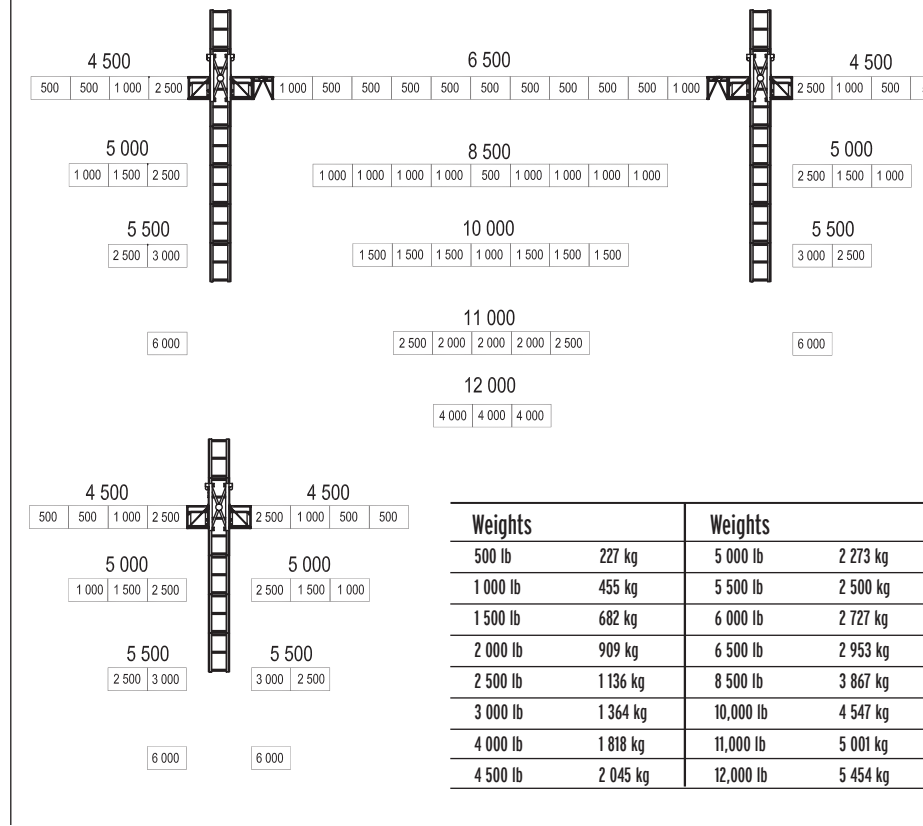 4 500 6 500 4 500
500 500 1 000 2 500 1 000 500 500 500 500 500 500 500 500 500 1 000 2 500 1 000 500
5 000 8 500 5 000
1 000 1 500 2 500 1 000 1 000 1 000 1 000 500 1 000 1 000 1 000 1 000 2 500 1 500 1 000
5 500 10 000 5 500
2 500 3 000 1 500 1 500 1 500 1 000 1 500 1 500 1 500 3 000 2 500
11 000
6 000 2 500 2 000 2 000 2 000 2 500 6 000
12 000
4 000 4 000 4 000
4 500 4 500
500 500 1 000 2 500 2 500 1 000 500 500
5 000 5 000
1 000 1 500 2 500 2 500 1 500 1 000
5 500 5 500
2 500 3 000 3 000 2 500
6 000 6 000
Weights Weights
500 lb 227 kg 5 000 lb 2 273 kg
1 000 lb 455 kg 5 500 lb 2 500 kg
1 500 lb 682 kg 6 000 lb 2 727 kg
2 000 lb 909 kg 6 500 lb 2 953 kg
2 500 lb 1 136 kg 8 500 lb 3 867 kg
3 000 lb 1 364 kg 10,000 lb 4 547 kg
4 000 lb 1 818 kg 11,000 lb 5 001 kg
4 500 lb 2 045 kg 12,000 lb 5 454 kg